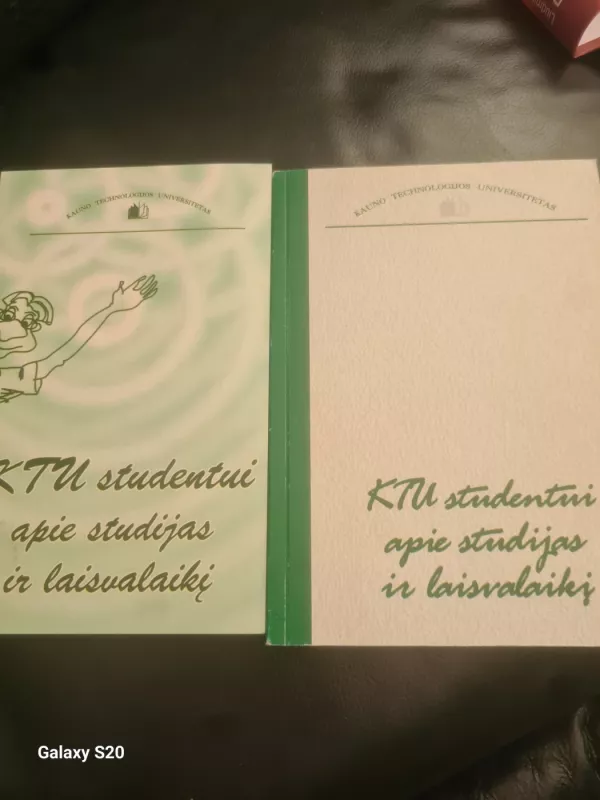 KAUNO TECHNOLOGIJOS UNIVERSITETAS
KTU studentui
apie studijas
ir laisvalaikį
KAUNO TECHNOLOGIJOS UNIVERSITETAS
KTU studentui
apie studijas
ir laisvalaikį
Galaxy S20